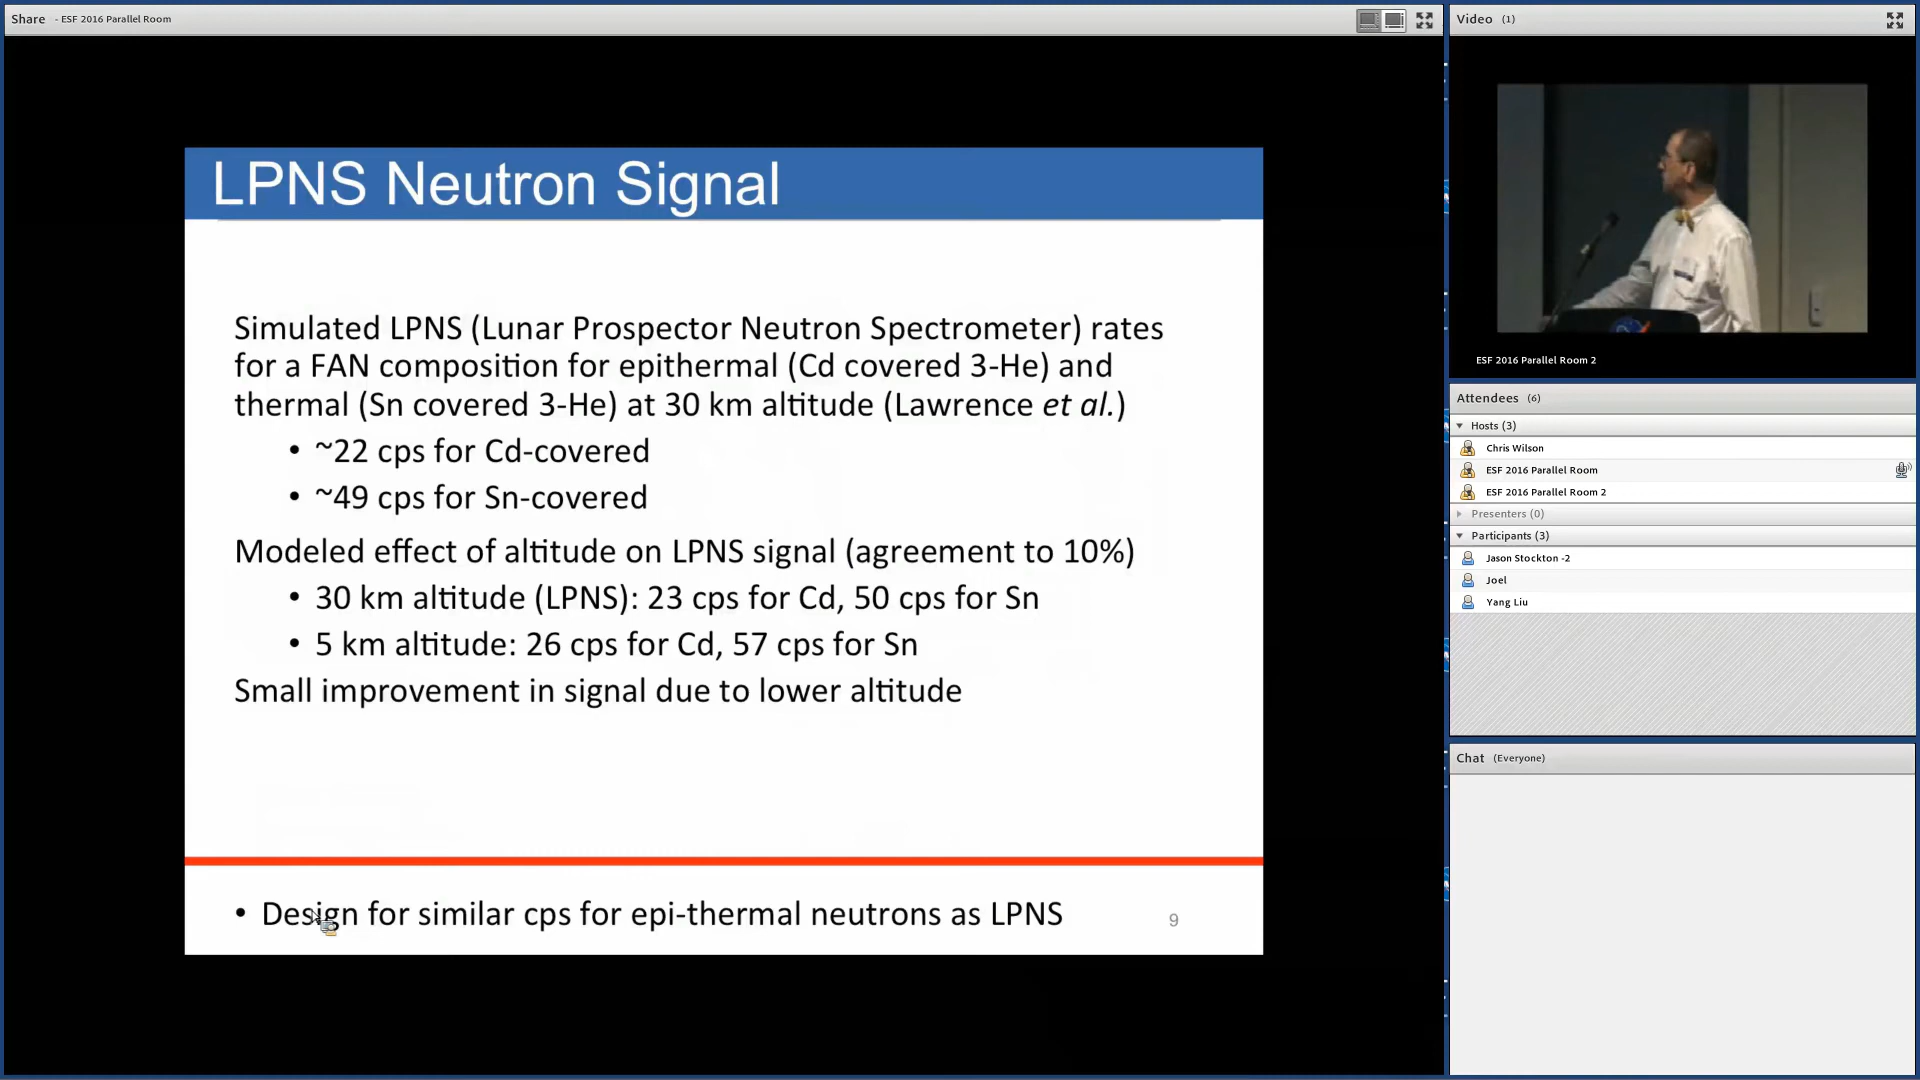 Share - ESF 2016 Parallel Room
LPNS Neutron Signal
Simulated LPNS (Lunar Prospector Neutron Spectrometer) rates
for a FAN composition for epithermal (Cd covered 3-He) and
thermal (Sn covered 3-He) at 30 km altitude (Lawrence et al.)
• ~22 cps for Cd-covered
• ~49 cps for Sn-covered
Modeled effect of altitude on LPNS signal (agreement to 10%)
• 30 km altitude (LPNS): 23 cps for Cd, 50 cps for Sn
• 5 km altitude: 26 cps for Cd, 57 cps for Sn
Small improvement in signal due to lower altitude
• Design for similar cps for epi-thermal neutrons as LPNS
9
Video (1)
ESF 2016 Parallel Room 2
Attendees (6)
Hosts (3)
Chris Wilson
ESF 2016 Parallel Room
ESF 2016 Parallel Room 2
Presenters (0)
Participants (3)
Jason Stockton -2
Joel
Yang Liu
Chat (Everyone)